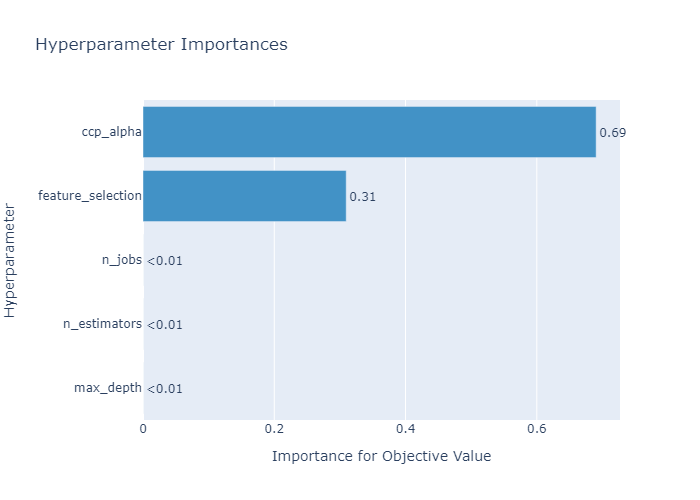 Hyperparameter Importances
Hyperparameter
ccp_alpha 0.69
feature_selection 0.31
n_jobs <0.01
n_estimators <0.01
max_depth <0.01
0 0.2 0.4 0.6
Importance for Objective Value